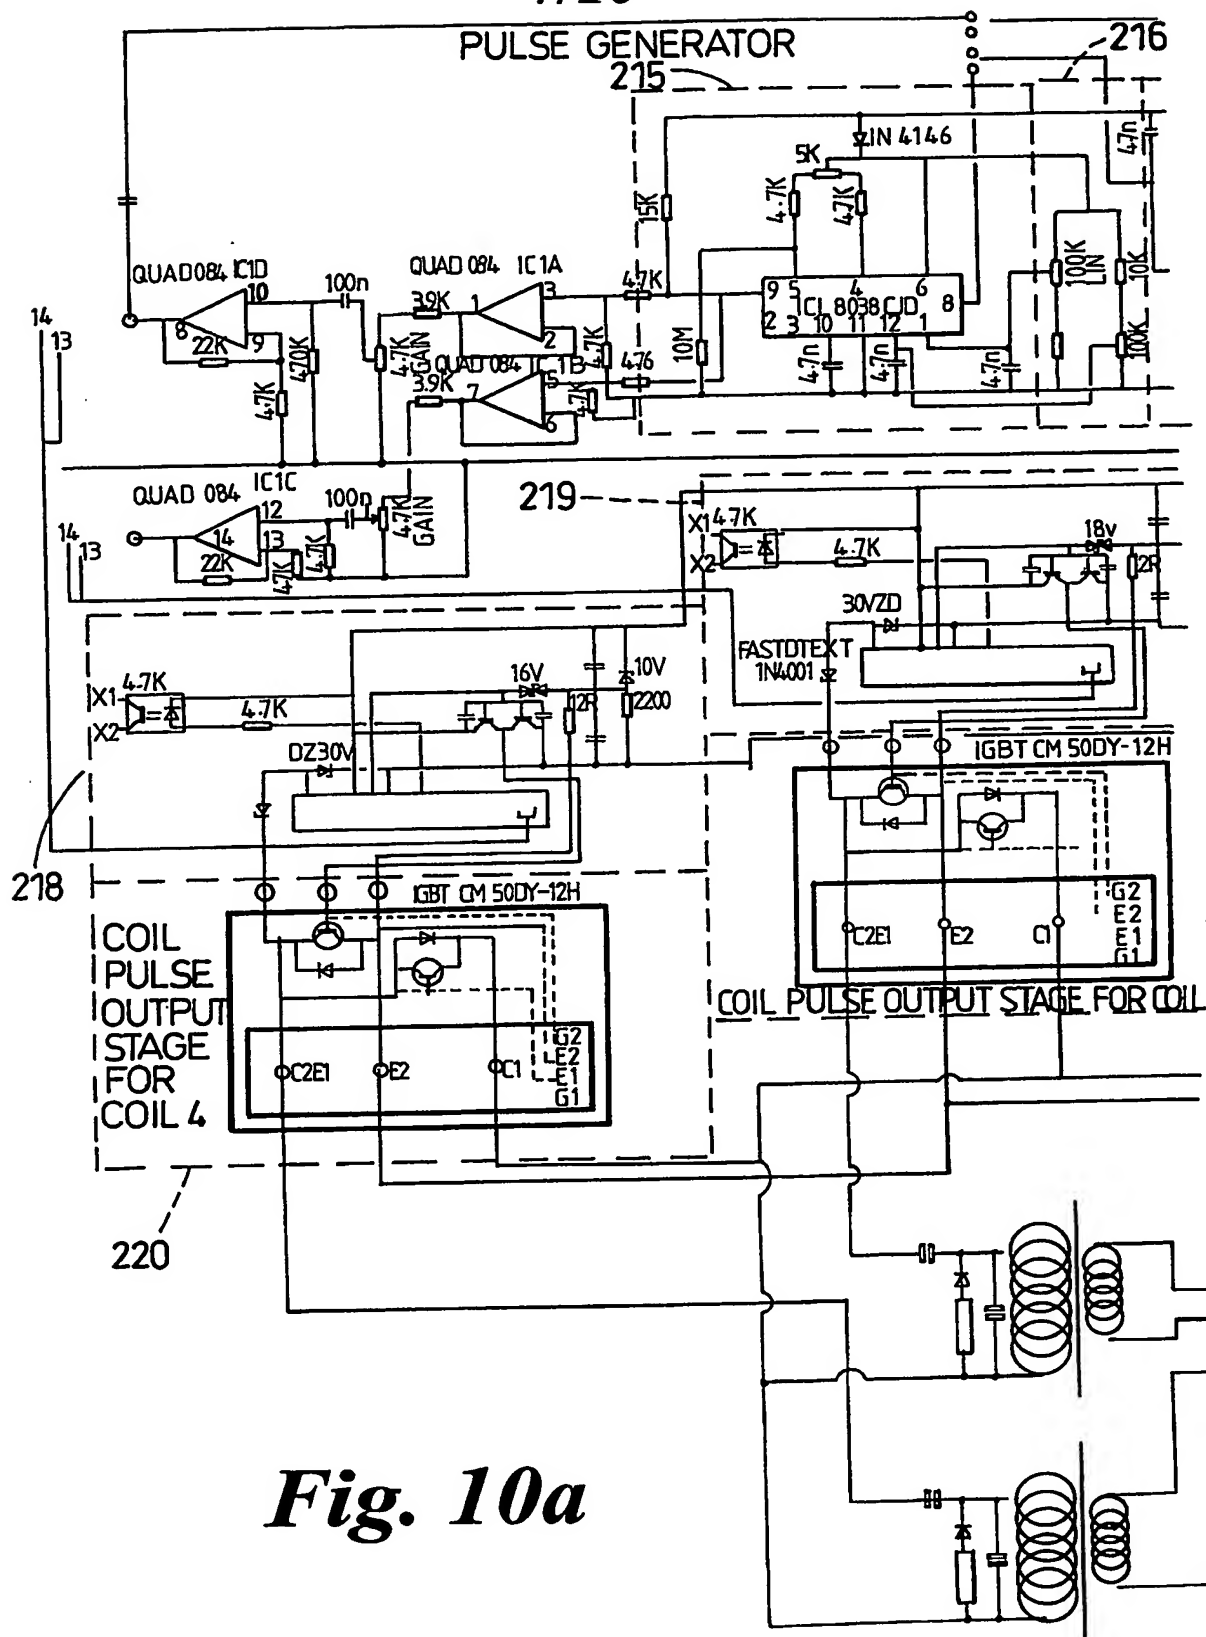 PULSE GENERATOR
215
216
IN 4146
5K
4.7K
4.7K
15K
47n
QUAD 084 IC1D
10
8
9
22K
4.7K
470K
100n
QUAD 084 IC1A
3.9K
1
3
2
4.7K
GAIN
QUAD 084
IC1B
3.9K
7
5
6
4.7K
4.7K
4.76
4.7K
10M
9 5 4 6
ICL 8038 CJD
8
2 3 10 11 12 1
4.7n
4.7n
4.7n
100K
LIN
10K
100K
14
13
QUAD 084 IC1C
12
14
13
22K
47K
4.7K
100n
4.7K
GAIN
14
13
219
X1
4.7K
X2
4.7K
18v
12R
30VZD
FASTDTEXT
1N4001
X1
4.7K
X2
4.7K
16V
12R
10V
2200
DZ30V
218
IGBT CM 50DY-12H
G2
E2
E1
G1
C2E1
E2
C1
COIL PULSE OUTPUT STAGE FOR COIL
IGBT CM 50DY-12H
COIL
PULSE
OUTPUT
STAGE
FOR
COIL 4
G2
E2
E1
G1
C2E1
E2
C1
220
Fig. 10a